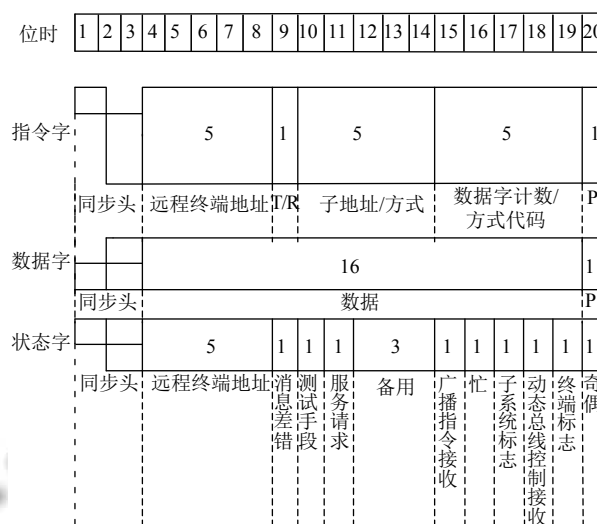 位时 1 2 3 4 5 6 7 8 9 10 11 12 13 14 15 16 17 18 19 20
指令字 5 1 5 5 1
同步头 远程终端地址 T/R 子地址/方式 数据字计数/ P
方式代码
数据字 16 1
同步头 数据 P
状态字 5 1 1 1 3 1 1 1 1 1 1
同步头 远程终端地址 消息差错 测试手段 服务请求 备用 广播指令接收 忙 子系统标志 动态总线控制接收 终端标志 奇偶